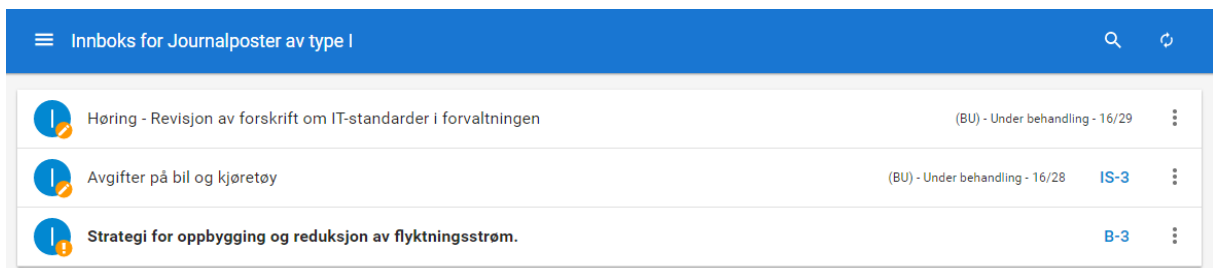 Innboks for Journalposter av type I
I Høring - Revisjon av forskrift om IT-standarder i forvaltningen (BU) - Under behandling - 16/29
I Avgifter på bil og kjøretøy (BU) - Under behandling - 16/28 IS-3
I Strategi for oppbygging og reduksjon av flyktningsstrøm. B-3